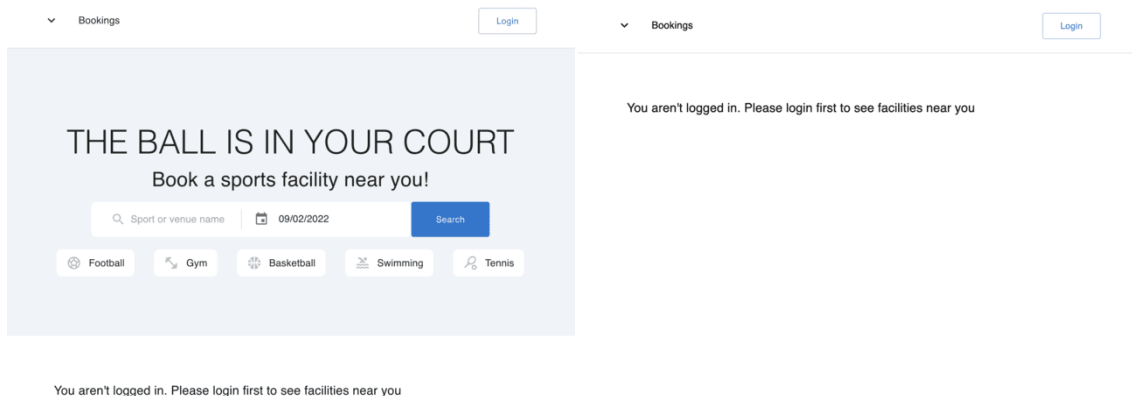 Bookings
Login
THE BALL IS IN YOUR COURT
Book a sports facility near you!
Sport or venue name 09/02/2022 Search
Football Gym Basketball Swimming Tennis
You aren't logged in. Please login first to see facilities near you
Bookings
Login
You aren't logged in. Please login first to see facilities near you